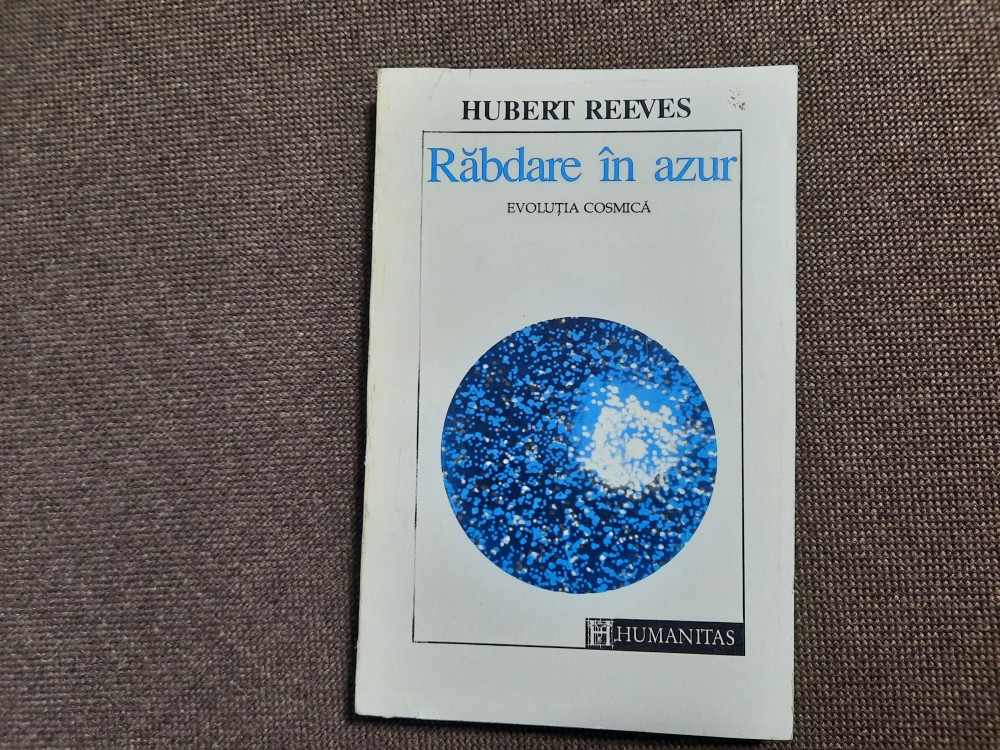 HUBERT REEVES
Răbdare în azur
EVOLUȚIA COSMICĂ
HUMANITAS